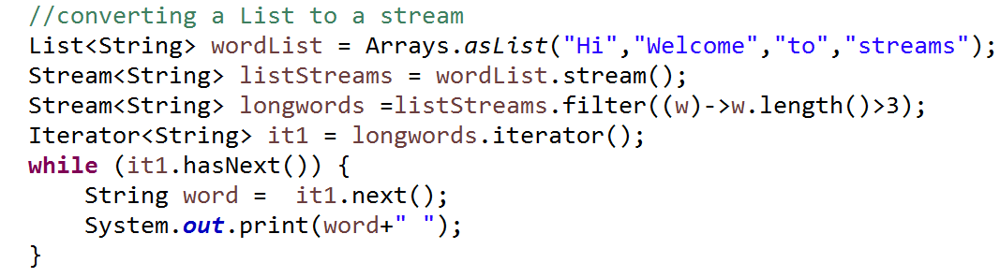 //converting a List to a stream
List<String> wordList = Arrays.asList("Hi","Welcome","to","streams");
Stream<String> listStreams = wordList.stream();
Stream<String> longwords =listStreams.filter((w)->w.length()>3);
Iterator<String> it1 = longwords.iterator();
while (it1.hasNext()) {
    String word =  it1.next();
    System.out.print(word+" ");
}